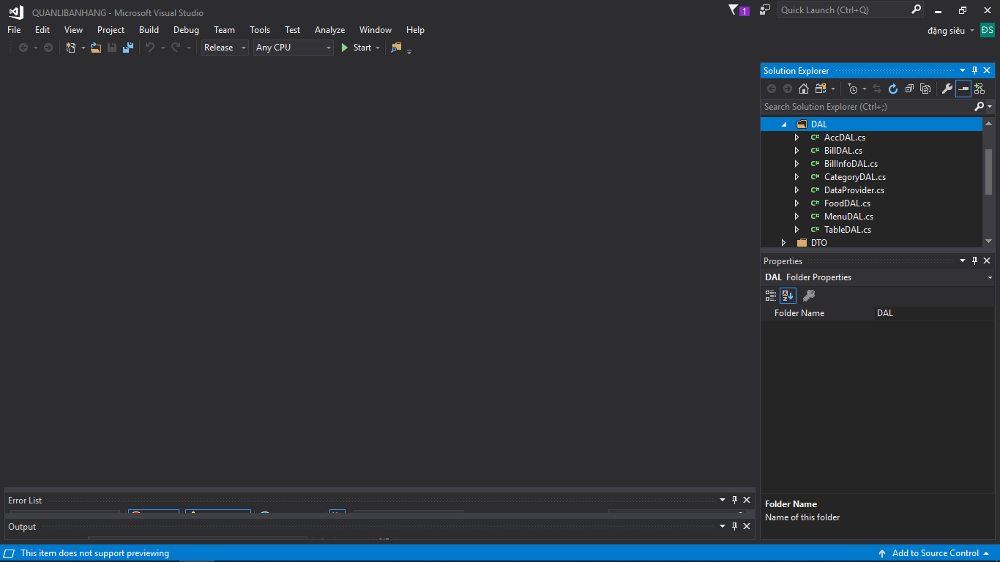 QUANLIBANHANG - Microsoft Visual Studio
1
Quick Launch (Ctrl+Q)
File Edit View Project Build Debug Team Tools Test Analyze Window Help
đặng siêu ĐS
Release Any CPU Start
Solution Explorer
Search Solution Explorer (Ctrl+;)
DAL
C# AccDAL.cs
C# BillDAL.cs
C# BillInfoDAL.cs
C# CategoryDAL.cs
C# DataProvider.cs
C# FoodDAL.cs
C# MenuDAL.cs
C# TableDAL.cs
DTO
Properties
DAL Folder Properties
Folder Name DAL
Folder Name
Name of this folder
Error List
Output
This item does not support previewing
Add to Source Control